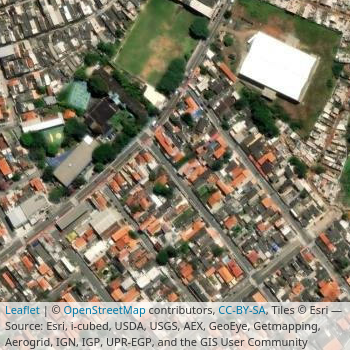 Leaflet | © OpenStreetMap contributors, CC-BY-SA, Tiles © Esri —
Source: Esri, i-cubed, USDA, USGS, AEX, GeoEye, Getmapping,
Aerogrid, IGN, IGP, UPR-EGP, and the GIS User Community